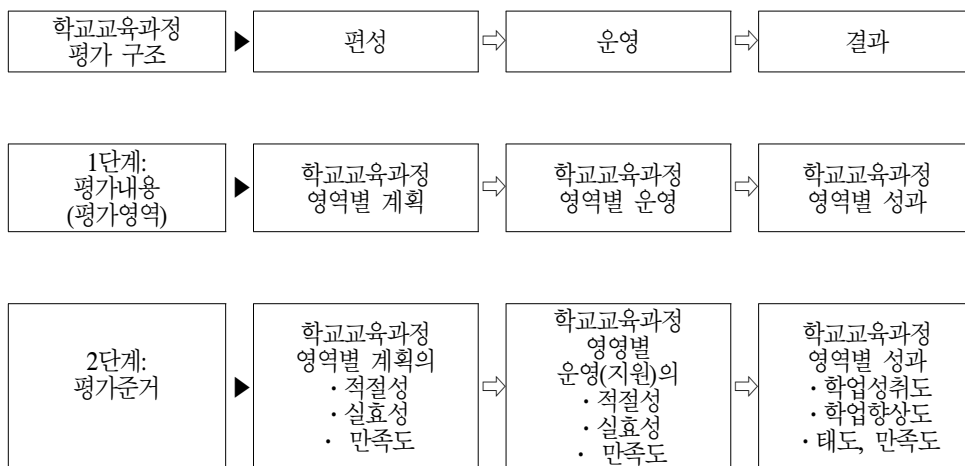 학교교육과정
평가 구조
▶
편성
⇨
운영
⇨
결과
1단계:
평가내용
(평가영역)
▶
학교교육과정
영역별 계획
⇨
학교교육과정
영역별 운영
⇨
학교교육과정
영역별 성과
2단계:
평가준거
▶
학교교육과정
영역별 계획의
·적절성
·실효성
· 만족도
⇨
학교교육과정
영영별
운영(지원)의
·적절성
·실효성
· 만족도
⇨
학교교육과정
영역별 성과
·학업성취도
·학업향상도
·태도, 만족도